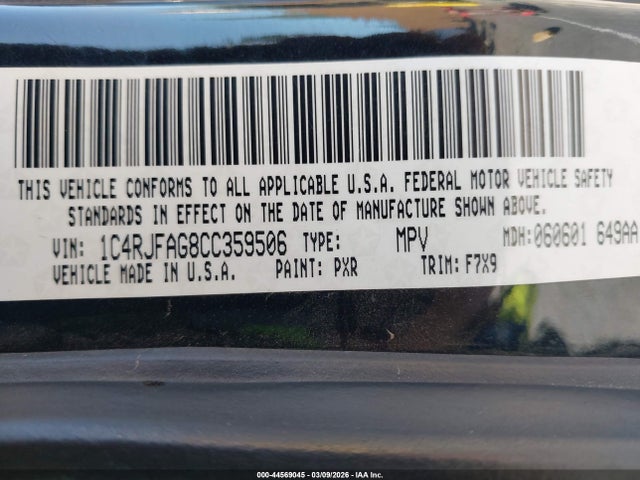 THIS VEHICLE CONFORMS TO ALL APPLICABLE U.S.A. FEDERAL MOTOR VEHICLE SAFETY
STANDARDS IN EFFECT ON THE DATE OF MANUFACTURE SHOWN ABOVE.
VIN: 1C4RJFAG8CC359506 TYPE: MPV MDH:060601 649AA
VEHICLE MADE IN U.S.A. PAINT: PXR TRIM: F7X9
000-44569045 - 03/09/2026 - IAA Inc.